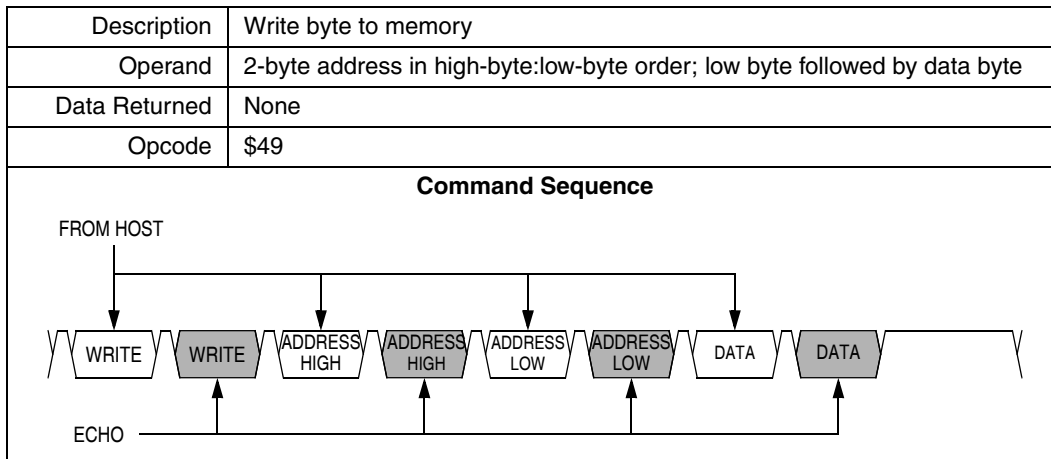 Description Write byte to memory
Operand 2-byte address in high-byte:low-byte order; low byte followed by data byte
Data Returned None
Opcode $49
Command Sequence
FROM HOST
WRITE WRITE ADDRESS HIGH ADDRESS HIGH ADDRESS LOW ADDRESS LOW DATA DATA
ECHO